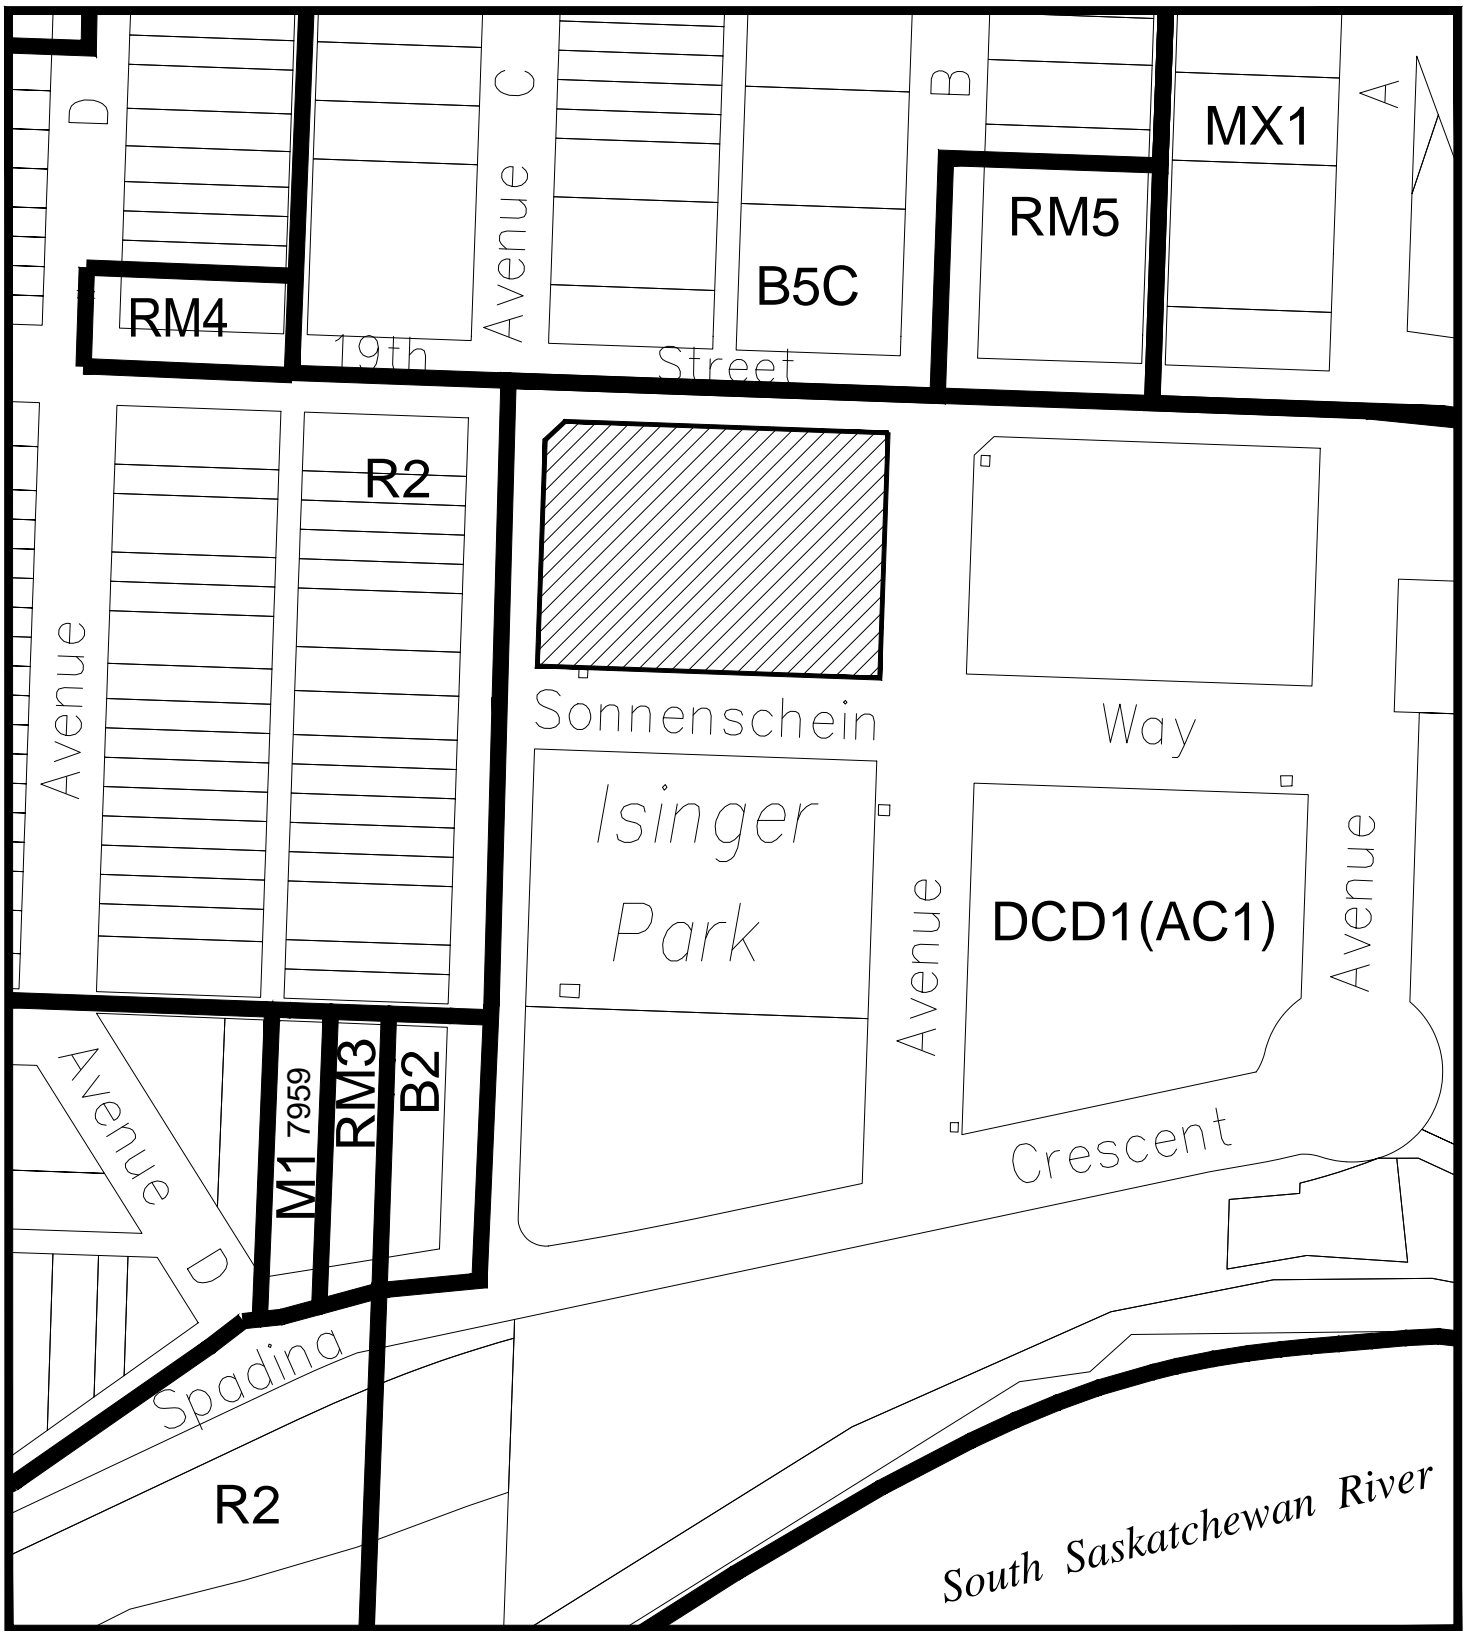 D
Avenue C
B
A
MX1
RM5
B5C
RM4
19th Street
R2
Avenue
Sonnenschein Way
Isinger
Park
Avenue
DCD1(AC1)
Avenue
Avenue D
M1 7959
RM3
B2
Spadina Crescent
R2
South Saskatchewan River